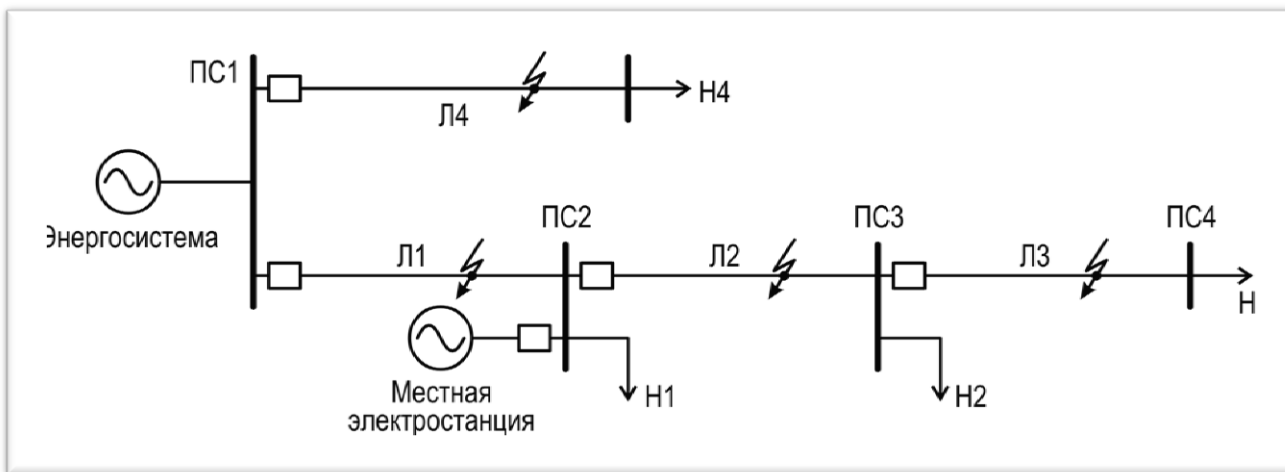 ПС1
Н4
Л4
Энергосистема
ПС2
ПС3
ПС4
Л1
Л2
Л3
Н
Местная
электростанция
Н1
Н2